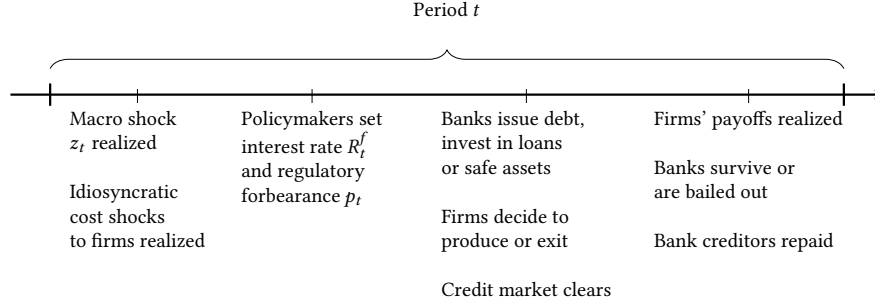 Period t
Macro shock
z_t realized
Idiosyncratic
cost shocks
to firms realized
Policymakers set
interest rate R_t^f
and regulatory
forbearance p_t
Banks issue debt,
invest in loans
or safe assets
Firms decide to
produce or exit
Credit market clears
Firms’ payoffs realized
Banks survive or
are bailed out
Bank creditors repaid